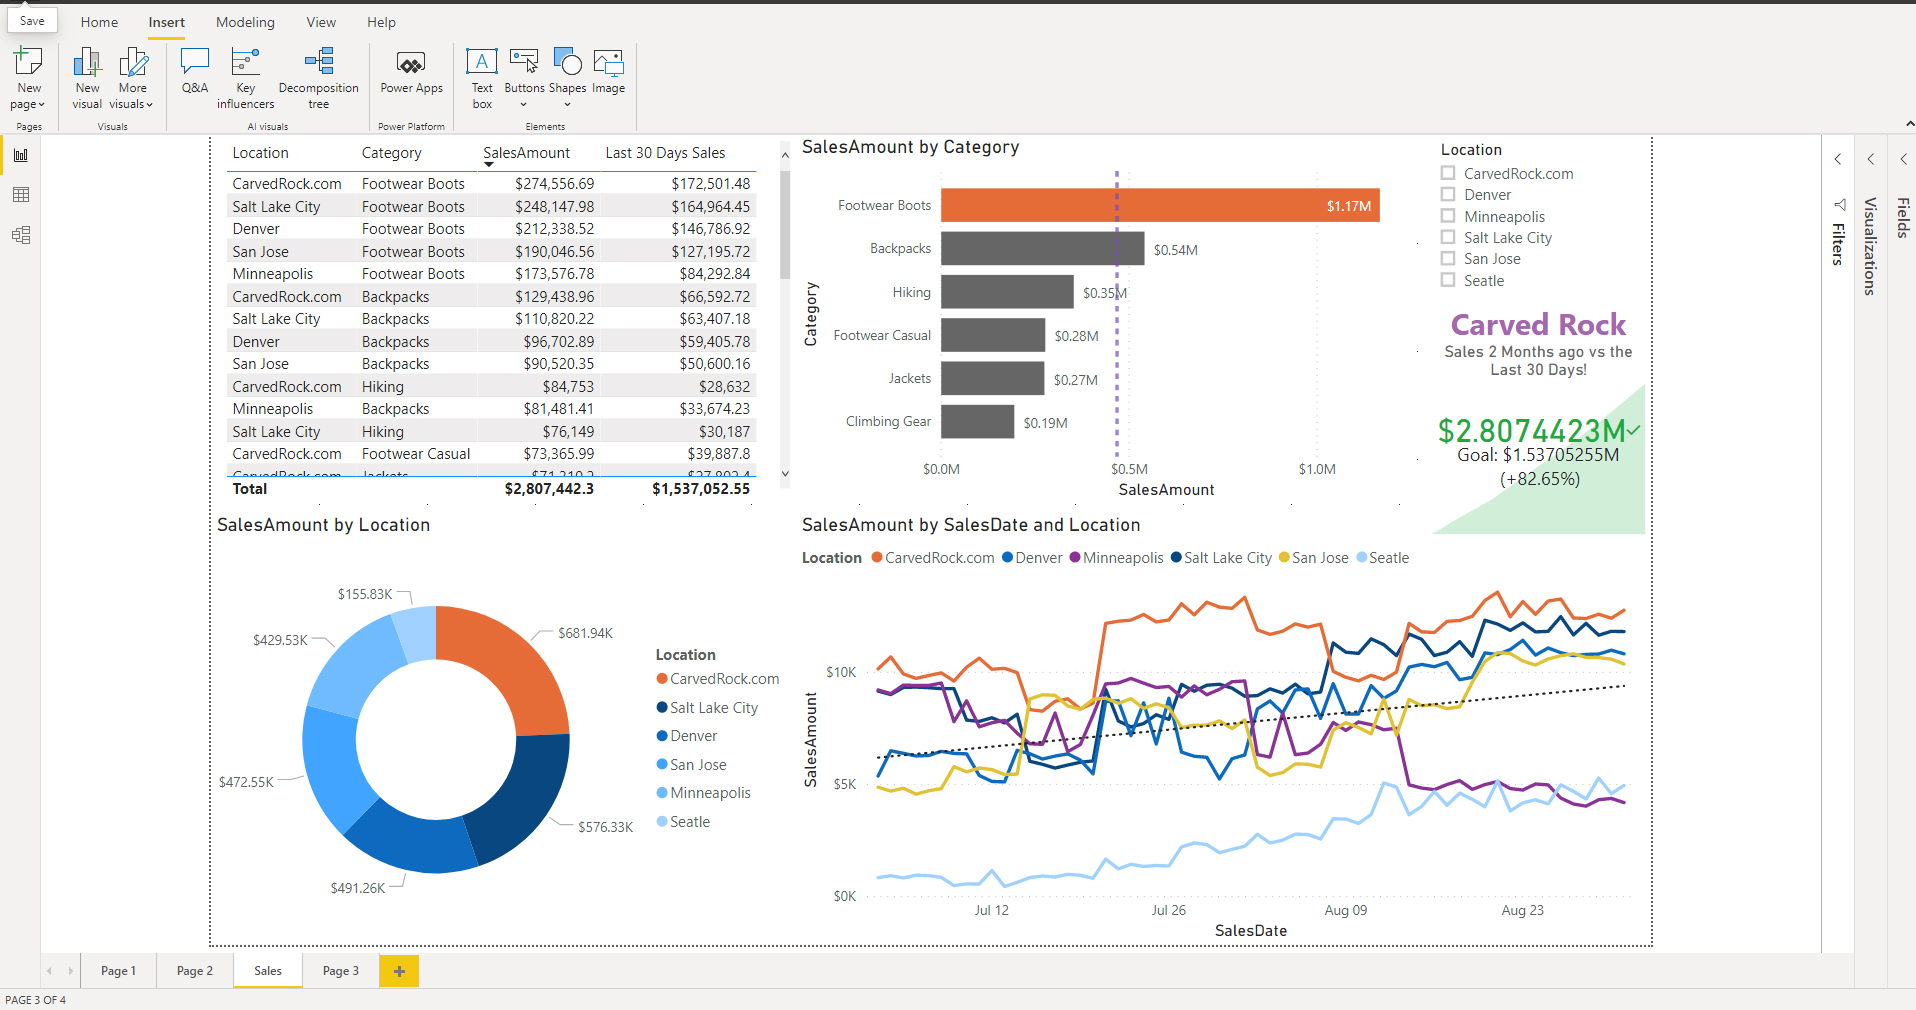 Save
Home Insert Modeling View Help
New page
New visual
More visuals
Q&A
Key influencers
Decomposition tree
Power Apps
Text box
Buttons
Shapes
Image
Pages
Visuals
AI visuals
Power Platform
Elements
Location Category SalesAmount Last 30 Days Sales
CarvedRock.com Footwear Boots $274,556.69 $172,501.48
Salt Lake City Footwear Boots $248,147.98 $164,964.45
Denver Footwear Boots $212,338.52 $146,786.92
San Jose Footwear Boots $190,046.56 $127,195.72
Minneapolis Footwear Boots $173,576.78 $84,292.84
CarvedRock.com Backpacks $129,438.96 $66,592.72
Salt Lake City Backpacks $110,820.22 $63,407.18
Denver Backpacks $96,702.89 $59,405.78
San Jose Backpacks $90,520.35 $50,600.16
CarvedRock.com Hiking $84,753 $28,632
Minneapolis Backpacks $81,481.41 $33,674.23
Salt Lake City Hiking $76,149 $30,187
CarvedRock.com Footwear Casual $73,365.99 $39,887.8
CarvedRock.com Jackets
Total $2,807,442.3 $1,537,052.55
SalesAmount by Category
Category
Footwear Boots $1.17M
Backpacks $0.54M
Hiking $0.35M
Footwear Casual $0.28M
Jackets $0.27M
Climbing Gear $0.19M
$0.0M $0.5M $1.0M
SalesAmount
Location
CarvedRock.com
Denver
Minneapolis
Salt Lake City
San Jose
Seatle
Carved Rock
Sales 2 Months ago vs the
Last 30 Days!
$2.8074423M
Goal: $1.53705255M
(+82.65%)
Filters
Visualizations
Fields
SalesAmount by Location
$155.83K
$681.94K
$429.53K
$472.55K
$576.33K
$491.26K
Location
CarvedRock.com
Salt Lake City
Denver
San Jose
Minneapolis
Seatle
SalesAmount by SalesDate and Location
Location CarvedRock.com Denver Minneapolis Salt Lake City San Jose Seatle
SalesAmount
$10K
$5K
$0K
Jul 12 Jul 26 Aug 09 Aug 23
SalesDate
Page 1 Page 2 Sales Page 3 +
PAGE 3 OF 4